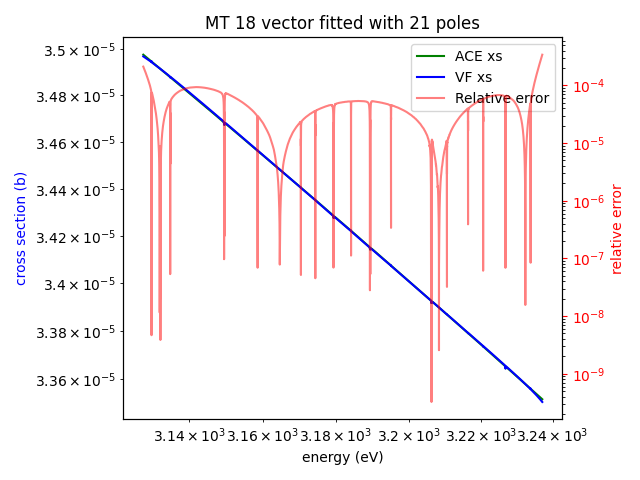 MT 18 vector fitted with 21 poles
ACE xs
VF xs
Relative error
cross section (b)
3.5 × 10⁻⁵
3.48 × 10⁻⁵
3.46 × 10⁻⁵
3.44 × 10⁻⁵
3.42 × 10⁻⁵
3.4 × 10⁻⁵
3.38 × 10⁻⁵
3.36 × 10⁻⁵
10⁻⁴
10⁻⁵
10⁻⁶
10⁻⁷
10⁻⁸
10⁻⁹
relative error
3.14 × 10³ 3.16 × 10³ 3.18 × 10³ 3.2 × 10³ 3.22 × 10³ 3.24 × 10³
energy (eV)